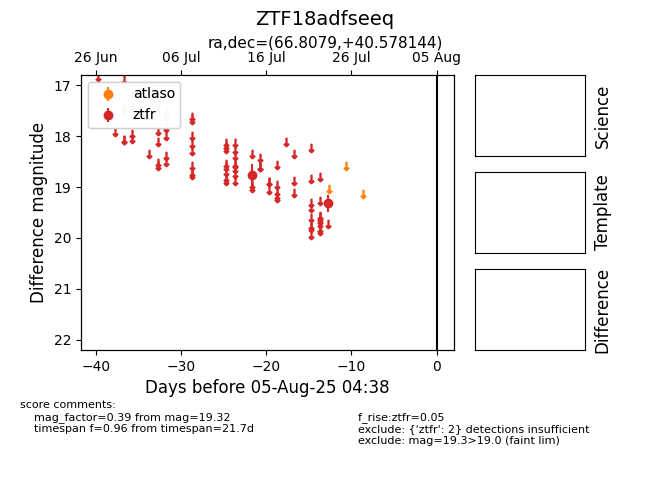 ZTF18adfseeq
ra,dec=(66.8079,+40.578144)
26 Jun 06 Jul 16 Jul 26 Jul 05 Aug
17
18
19
20
21
22
Difference magnitude
atlaso
ztfr
−40 −30 −20 −10 0
Days before 05-Aug-25 04:38
Science
Template
Difference
score comments:
mag_factor=0.39 from mag=19.32
timespan f=0.96 from timespan=21.7d
f_rise:ztfr=0.05
exclude: {'ztfr': 2} detections insufficient
exclude: mag=19.3>19.0 (faint lim)